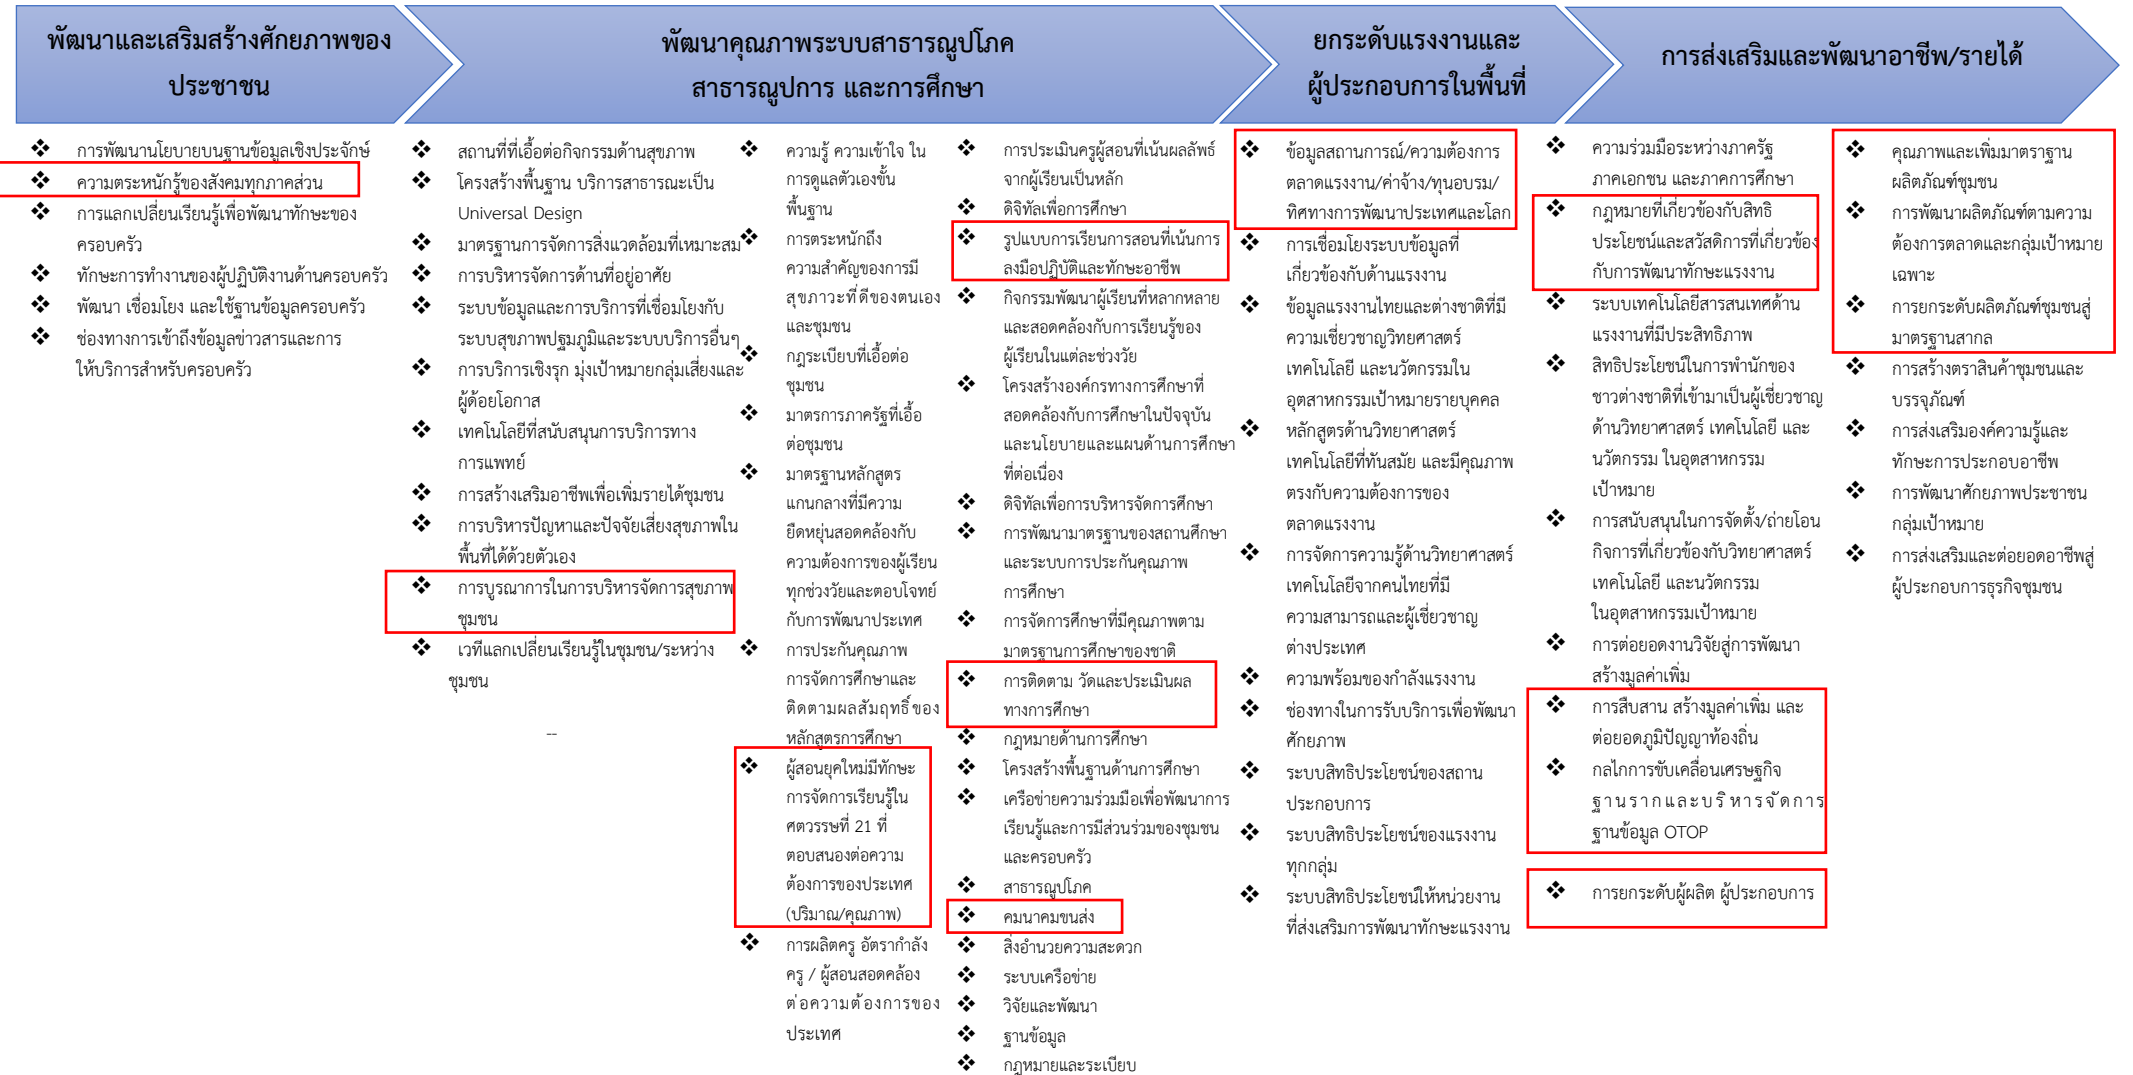 พัฒนาและเสริมสร้างศักยภาพของ
ประชาชน
พัฒนาคุณภาพระบบสาธารณูปโภค
สาธารณูปการ และการศึกษา
ยกระดับแรงงานและ
ผู้ประกอบการในพื้นที่
การส่งเสริมและพัฒนาอาชีพ/รายได้
❖ การพัฒนานโยบายบนฐานข้อมูลเชิงประจักษ์
❖ ความตระหนักรู้ของสังคมทุกภาคส่วน
❖ การแลกเปลี่ยนเรียนรู้เพื่อพัฒนาทักษะของ
ครอบครัว
❖ ทักษะการทำงานของผู้ปฏิบัติงานด้านครอบครัว
❖ พัฒนา เชื่อมโยง และใช้ฐานข้อมูลครอบครัว
❖ ช่องทางการเข้าถึงข้อมูลข่าวสารและการ
ให้บริการสำหรับครอบครัว
❖ สถานที่ที่เอื้อต่อกิจกรรมด้านสุขภาพ
❖ โครงสร้างพื้นฐาน บริการสาธารณะเป็น
Universal Design
❖ มาตรฐานการจัดการสิ่งแวดล้อมที่เหมาะสม
❖ การบริหารจัดการด้านที่อยู่อาศัย
❖ ระบบข้อมูลและการบริการที่เชื่อมโยงกับ
ระบบสุขภาพปฐมภูมิและระบบบริการอื่นๆ
❖ การบริการเชิงรุก มุ่งเป้าหมายกลุ่มเสี่ยงและ
ผู้ด้อยโอกาส
❖ เทคโนโลยีที่สนับสนุนการบริการทาง
การแพทย์
❖ การสร้างเสริมอาชีพเพื่อเพิ่มรายได้ชุมชน
❖ การบริหารปัญหาและปัจจัยเสี่ยงสุขภาพใน
พื้นที่ได้ด้วยตัวเอง
❖ การบูรณาการในการบริหารจัดการสุขภาพ
ชุมชน
❖ เวทีแลกเปลี่ยนเรียนรู้ในชุมชน/ระหว่าง
ชุมชน
--
❖ ความรู้ ความเข้าใจ ใน
การดูแลตัวเองขั้น
พื้นฐาน
❖ การตระหนักถึง
ความสำคัญของการมี
สุขภาวะที่ดีของตนเอง
และชุมชน
❖ กฎระเบียบที่เอื้อต่อ
ชุมชน
❖ มาตรการภาครัฐที่เอื้อ
ต่อชุมชน
❖ มาตรฐานหลักสูตร
แกนกลางที่มีความ
ยืดหยุ่นสอดคล้องกับ
ความต้องการของผู้เรียน
ทุกช่วงวัยและตอบโจทย์
กับการพัฒนาประเทศ
❖ การประกันคุณภาพ
การจัดการศึกษาและ
ติดตามผลสัมฤทธิ์ของ
หลักสูตรการศึกษา
❖ ผู้สอนยุคใหม่มีทักษะ
การจัดการเรียนรู้ใน
ศตวรรษที่ 21 ที่
ตอบสนองต่อความ
ต้องการของประเทศ
(ปริมาณ/คุณภาพ)
❖ การผลิตครู อัตรากำลัง
ครู / ผู้สอนสอดคล้อง
ต่อความต้องการของ
ประเทศ
❖ การประเมินครูผู้สอนที่เน้นผลลัพธ์
จากผู้เรียนเป็นหลัก
❖ ดิจิทัลเพื่อการศึกษา
❖ รูปแบบการเรียนการสอนที่เน้นการ
ลงมือปฏิบัติและทักษะอาชีพ
❖ กิจกรรมพัฒนาผู้เรียนที่หลากหลาย
และสอดคล้องกับการเรียนรู้ของ
ผู้เรียนในแต่ละช่วงวัย
❖ โครงสร้างองค์กรทางการศึกษาที่
สอดคล้องกับการศึกษาในปัจจุบัน
และนโยบายและแผนด้านการศึกษา
ที่ต่อเนื่อง
❖ ดิจิทัลเพื่อการบริหารจัดการศึกษา
❖ การพัฒนามาตรฐานของสถานศึกษา
และระบบการประกันคุณภาพ
การศึกษา
❖ การจัดการศึกษาที่มีคุณภาพตาม
มาตรฐานการศึกษาของชาติ
❖ การติดตาม วัดและประเมินผล
ทางการศึกษา
❖ กฎหมายด้านการศึกษา
❖ โครงสร้างพื้นฐานด้านการศึกษา
❖ เครือข่ายความร่วมมือเพื่อพัฒนาการ
เรียนรู้และการมีส่วนร่วมของชุมชน
และครอบครัว
❖ สาธารณูปโภค
❖ คมนาคมขนส่ง
❖ สิ่งอำนวยความสะดวก
❖ ระบบเครือข่าย
❖ วิจัยและพัฒนา
❖ ฐานข้อมูล
❖ กฎหมายและระเบียบ
❖ ข้อมูลสถานการณ์/ความต้องการ
ตลาดแรงงาน/ค่าจ้าง/ทุนอบรม/
ทิศทางการพัฒนาประเทศและโลก
❖ การเชื่อมโยงระบบข้อมูลที่
เกี่ยวข้องกับด้านแรงงาน
❖ ข้อมูลแรงงานไทยและต่างชาติที่มี
ความเชี่ยวชาญวิทยศาสตร์
เทคโนโลยี และนวัตกรรมใน
อุตสาหกรรมเป้าหมายรายบุคคล
❖ หลักสูตรด้านวิทยาศาสตร์
เทคโนโลยีที่ทันสมัย และมีคุณภาพ
ตรงกับความต้องการของ
ตลาดแรงงาน
❖ การจัดการความรู้ด้านวิทยาศาสตร์
เทคโนโลยีจากคนไทยที่มี
ความสามารถและผู้เชี่ยวชาญ
ต่างประเทศ
❖ ความพร้อมของกำลังแรงงาน
❖ ช่องทางในการรับบริการเพื่อพัฒนา
ศักยภาพ
❖ ระบบสิทธิประโยชน์ของสถาน
ประกอบการ
❖ ระบบสิทธิประโยชน์ของแรงงาน
ทุกกลุ่ม
❖ ระบบสิทธิประโยชน์ให้หน่วยงาน
ที่ส่งเสริมการพัฒนาทักษะแรงงาน
❖ ความร่วมมือระหว่างภาครัฐ
ภาคเอกชน และภาคการศึกษา
❖ กฎหมายที่เกี่ยวข้องกับสิทธิ
ประโยชน์และสวัสดิการที่เกี่ยวข้อง
กับการพัฒนาทักษะแรงงาน
❖ ระบบเทคโนโลยีสารสนเทศด้าน
แรงงานที่มีประสิทธิภาพ
❖ สิทธิประโยชน์ในการพำนักของ
ชาวต่างชาติที่เข้ามาเป็นผู้เชี่ยวชาญ
ด้านวิทยาศาสตร์ เทคโนโลยี และ
นวัตกรรม ในอุตสาหกรรม
เป้าหมาย
❖ การสนับสนุนในการจัดตั้ง/ถ่ายโอน
กิจการที่เกี่ยวข้องกับวิทยาศาสตร์
เทคโนโลยี และนวัตกรรม
ในอุตสาหกรรมเป้าหมาย
❖ การต่อยอดงานวิจัยสู่การพัฒนา
สร้างมูลค่าเพิ่ม
❖ การสืบสาน สร้างมูลค่าเพิ่ม และ
ต่อยอดภูมิปัญญาท้องถิ่น
❖ กลไกการขับเคลื่อนเศรษฐกิจ
ฐานรากและบริหารจัดการ
ฐานข้อมูล OTOP
❖ การยกระดับผู้ผลิต ผู้ประกอบการ
❖ คุณภาพและเพิ่มมาตราฐาน
ผลิตภัณฑ์ชุมชน
❖ การพัฒนาผลิตภัณฑ์ตามความ
ต้องการตลาดและกลุ่มเป้าหมาย
เฉพาะ
❖ การยกระดับผลิตภัณฑ์ชุมชนสู่
มาตรฐานสากล
❖ การสร้างตราสินค้าชุมชนและ
บรรจุภัณฑ์
❖ การส่งเสริมองค์ความรู้และ
ทักษะการประกอบอาชีพ
❖ การพัฒนาศักยภาพประชาชน
กลุ่มเป้าหมาย
❖ การส่งเสริมและต่อยอดอาชีพสู่
ผู้ประกอบการธุรกิจชุมชน